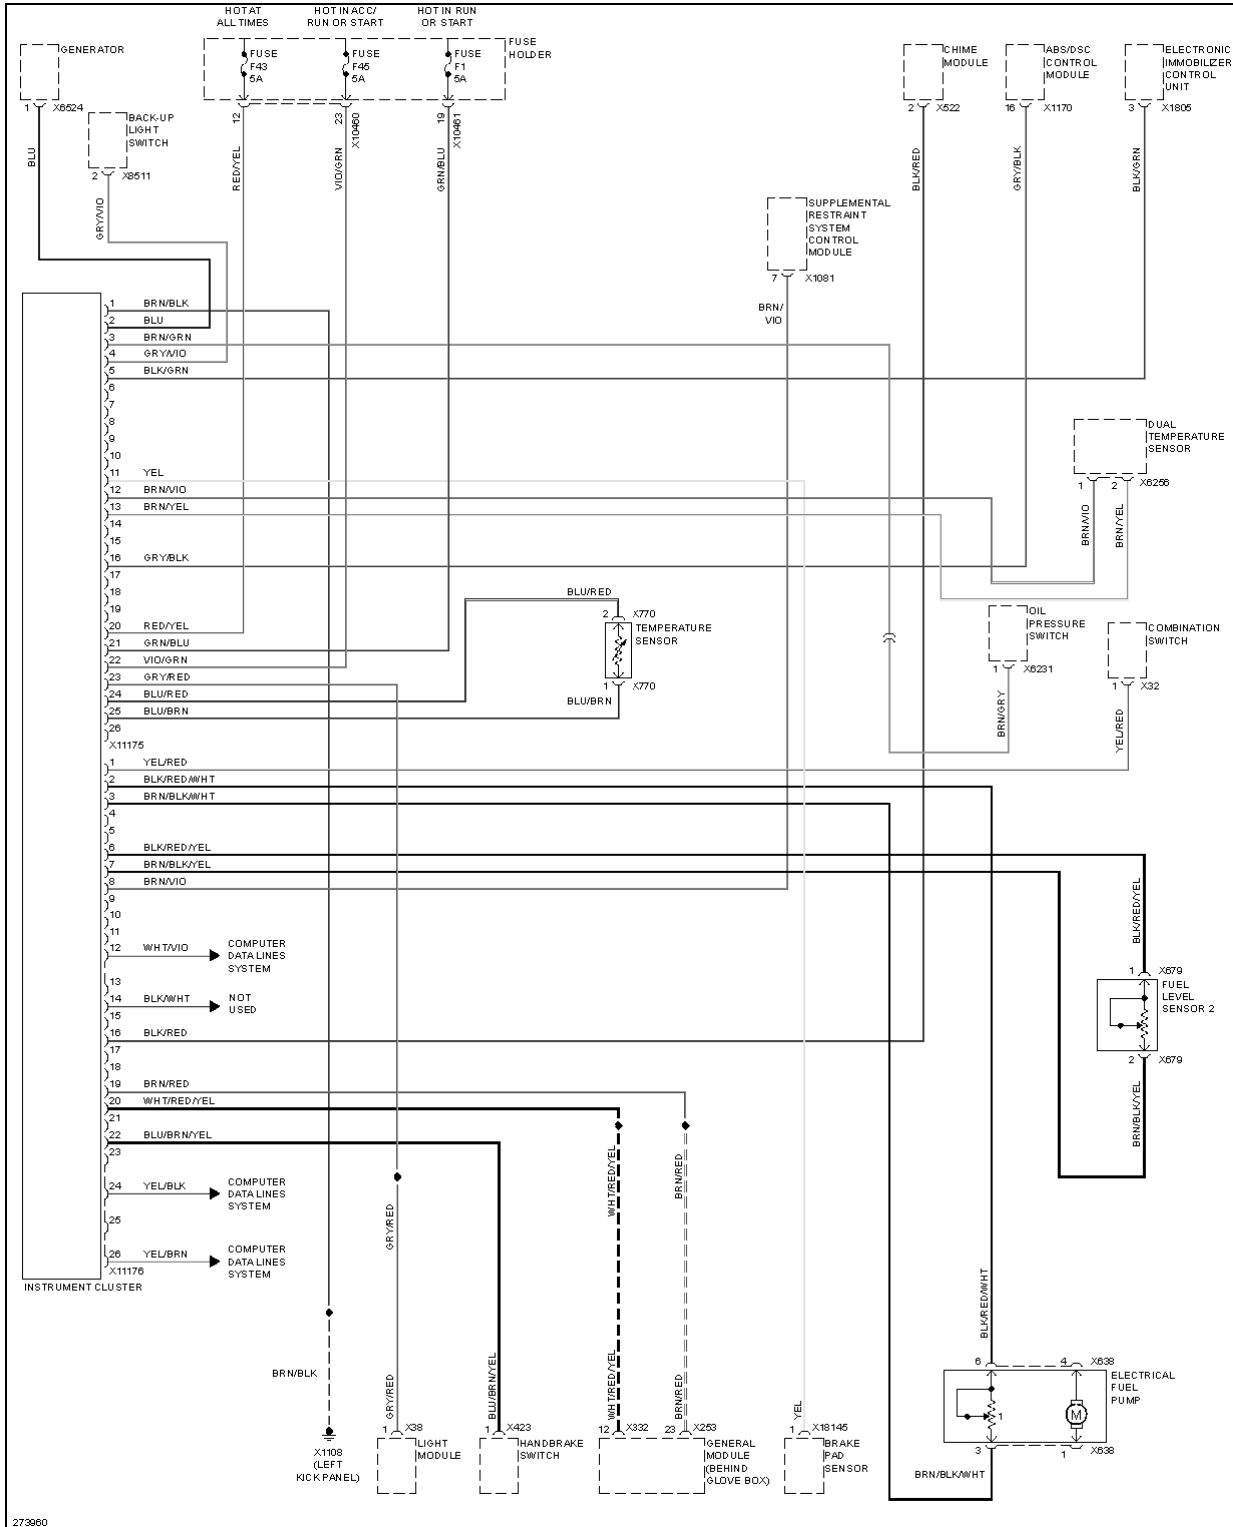 HOT AT
ALL TIMES
HOT IN ACC/
RUN OR START
HOT IN RUN
OR START
GENERATOR
FUSE
F43
5A
FUSE
F45
5A
FUSE
F1
5A
FUSE
HOLDER
CHIME
MODULE
ABS/DSC
CONTROL
MODULE
ELECTRONIC
IMMOBILIZER
CONTROL
UNIT
1 X6524
12
23
X10460
19
X10461
2 X522
16 X1170
3 X1805
BACK-UP
LIGHT
SWITCH
BLU
RED/YEL
VIO/GRN
GRN/BLU
BLK/RED
GRY/BLK
BLK/GRN
2 X8511
GRY/VIO
SUPPLEMENTAL
RESTRAINT
SYSTEM
CONTROL
MODULE
7 X1081
BRN/
VIO
1 BRN/BLK
2 BLU
3 BRN/GRN
4 GRY/VIO
5 BLK/GRN
6
7
8
9
10
11 YEL
12 BRN/VIO
13 BRN/YEL
14
15
16 GRY/BLK
17
18
19
20 RED/YEL
21 GRN/BLU
22 VIO/GRN
23 GRY/RED
24 BLU/RED
25 BLU/BRN
26
X11175
DUAL
TEMPERATURE
SENSOR
1 2 X6256
BRN/VIO
BRN/YEL
BLU/RED
2 X770
TEMPERATURE
SENSOR
1 X770
BLU/BRN
OIL
PRESSURE
SWITCH
1 X6231
BRN/GRY
COMBINATION
SWITCH
1 X32
YEL/RED
1 YEL/RED
2 BLK/RED/WHT
3 BRN/BLK/WHT
4
5
6 BLK/RED/YEL
7 BRN/BLK/YEL
8 BRN/VIO
9
10
11
12 WHT/VIO
COMPUTER
DATA LINES
SYSTEM
13
14 BLK/WHT
NOT
USED
15
16 BLK/RED
17
18
19 BRN/RED
20 WHT/RED/YEL
21
22 BLU/BRN/YEL
23
24 YEL/BLK
COMPUTER
DATA LINES
SYSTEM
25
26 YEL/BRN
COMPUTER
DATA LINES
SYSTEM
X11176
INSTRUMENT CLUSTER
BLK/RED/YEL
1 X679
FUEL
LEVEL
SENSOR 2
2 X679
BRN/BLK/YEL
GRY/RED
WHT/RED/YEL
BRN/RED
BLK/RED/WHT
BRN/BLK
GRY/RED
BLU/BRN/YEL
WHT/RED/YEL
BRN/RED
YEL
6 4 X638
ELECTRICAL
FUEL
PUMP
1
M
3 1 X638
BRN/BLK/WHT
X1108
(LEFT
KICK PANEL)
1 X38
LIGHT
MODULE
1 X423
HANDBRAKE
SWITCH
12 X332
23 X253
GENERAL
MODULE
(BEHIND
GLOVE BOX)
1 X18145
BRAKE
PAD
SENSOR
273960